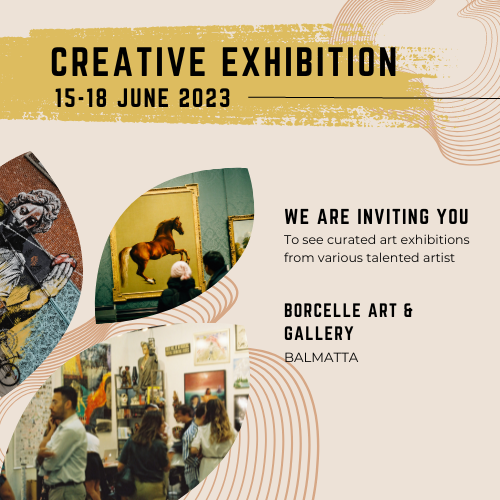 CREATIVE EXHIBITION
15-18 JUNE 2023
WE ARE INVITING YOU
To see curated art exhibitions
from various talented artist
BORCELLE ART &
GALLERY
BALMATTA